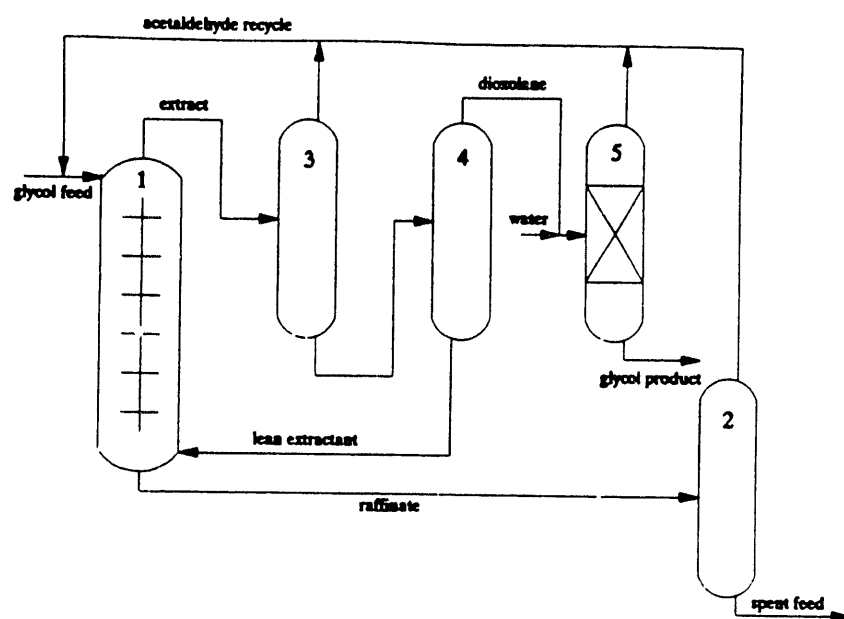 acetaldehyde recycle
extract
dioxolane
3
4
5
1
glycol feed
water
glycol product
2
lean extractant
raffinate
spent feed